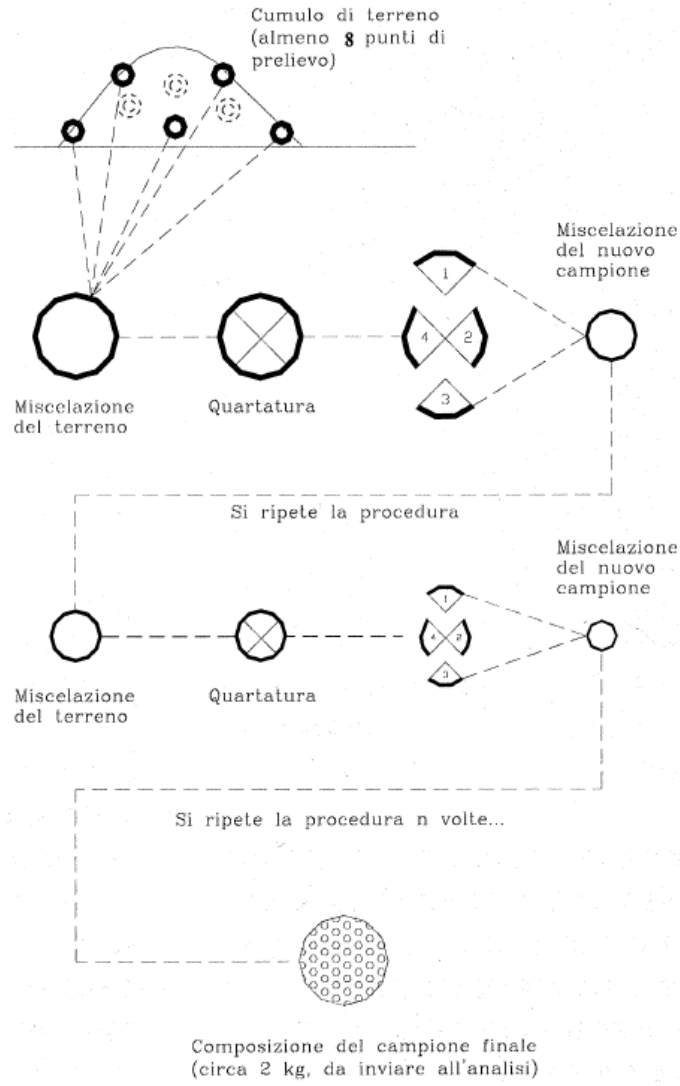 Cumulo di terreno
(almeno 8 punti di
prelievo)
Miscelazione
del nuovo
campione
1
4
2
3
Miscelazione
del terreno
Quartatura
Si ripete la procedura
Miscelazione
del nuovo
campione
1
4
2
3
Miscelazione
del terreno
Quartatura
Si ripete la procedura n volte...
Composizione del campione finale
(circa 2 kg, da inviare all'analisi)